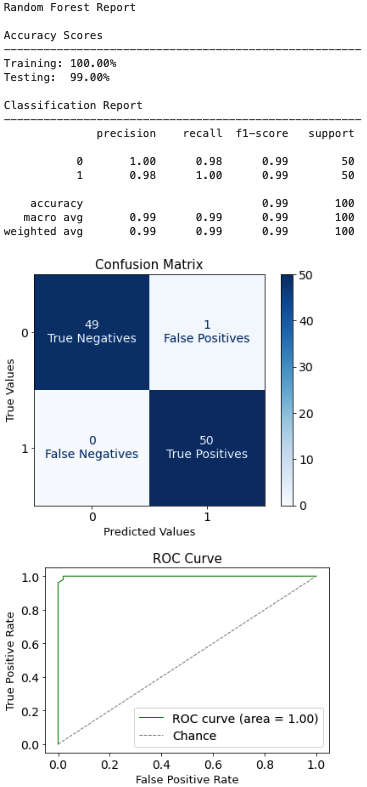 Random Forest Report
Accuracy Scores
Training: 100.00%
Testing: 99.00%
Classification Report
precision recall f1-score support
0 1.00 0.98 0.99 50
1 0.98 1.00 0.99 50
accuracy 0.99 100
macro avg 0.99 0.99 0.99 100
weighted avg 0.99 0.99 0.99 100
Confusion Matrix
True Values
0
1
49
True Negatives
1
False Positives
0
False Negatives
50
True Positives
0 1
Predicted Values
50
40
30
20
10
0
ROC Curve
True Positive Rate
1.0
0.8
0.6
0.4
0.2
0.0
ROC curve (area = 1.00)
Chance
0.0 0.2 0.4 0.6 0.8 1.0
False Positive Rate